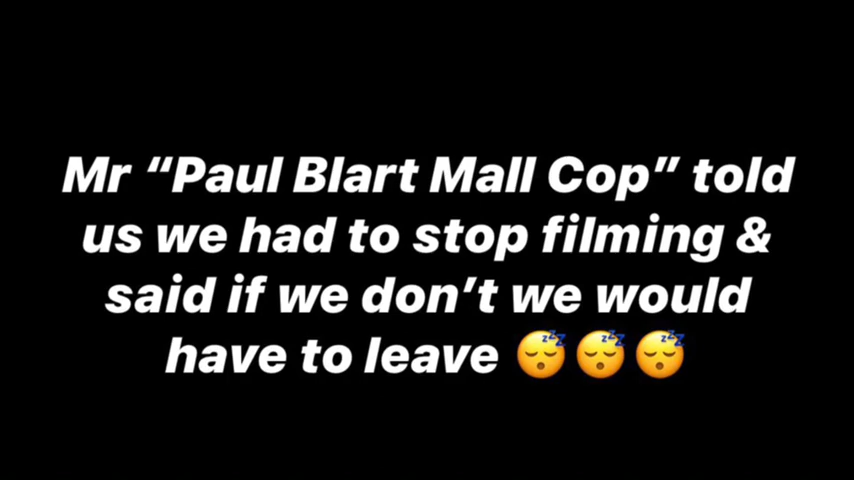 Mr “Paul Blart Mall Cop” told
us we had to stop filming &
said if we don’t we would
have to leave 😴😴😴